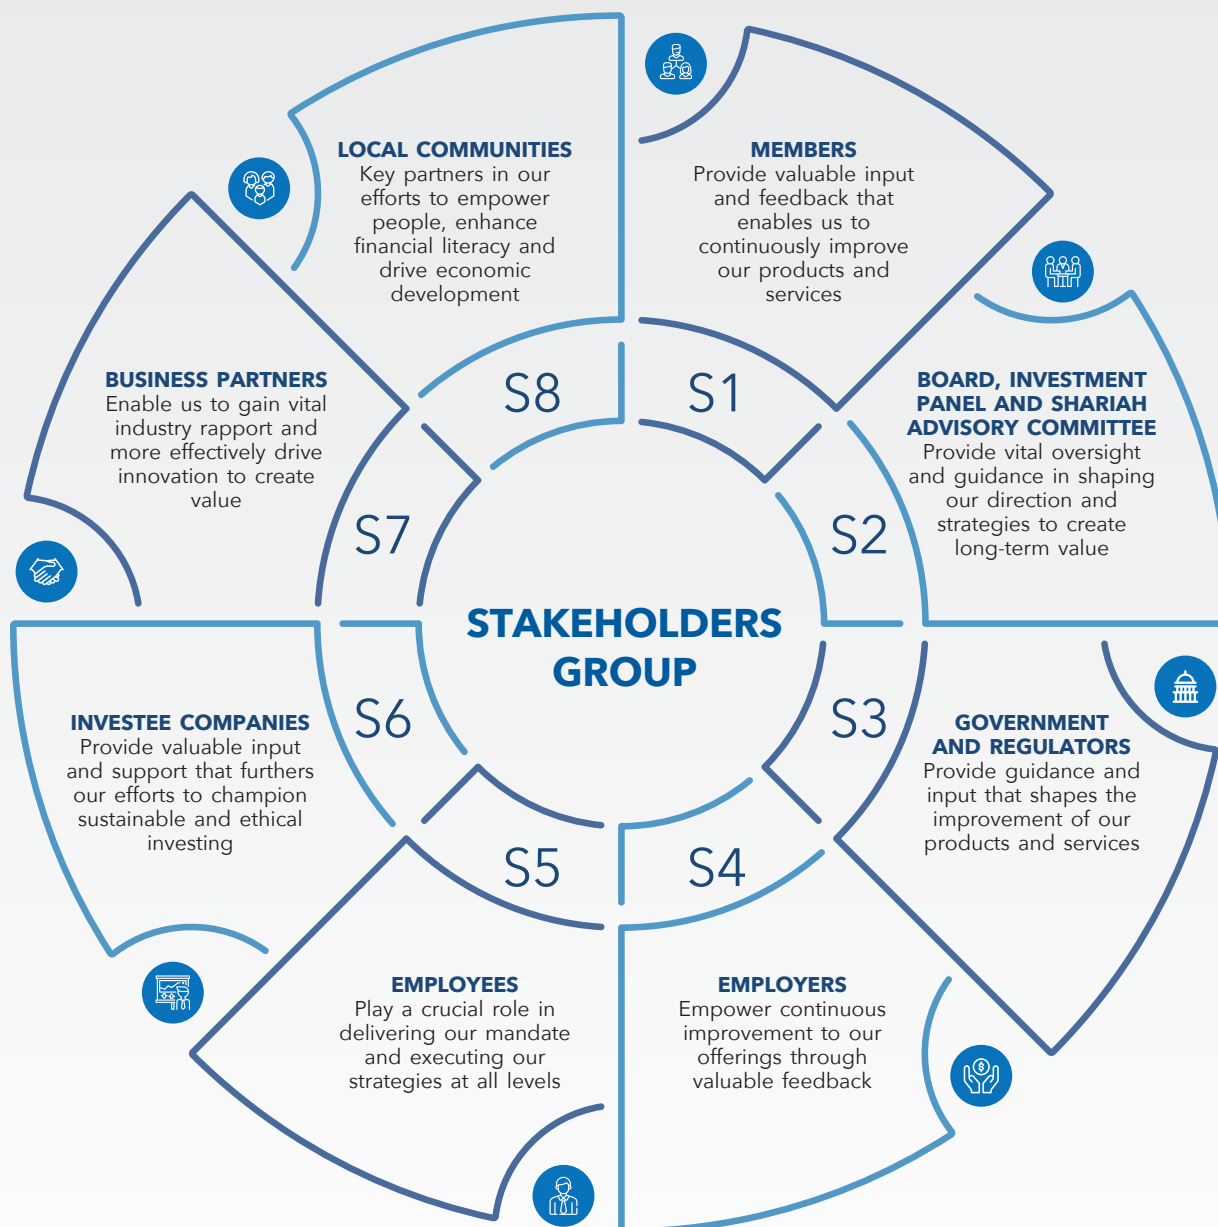 STAKEHOLDERS
GROUP
S1
MEMBERS
Provide valuable input
and feedback that
enables us to
continuously improve
our products and
services
S2
BOARD, INVESTMENT
PANEL AND SHARIAH
ADVISORY COMMITTEE
Provide vital oversight
and guidance in shaping
our direction and
strategies to create
long-term value
S3
GOVERNMENT
AND REGULATORS
Provide guidance and
input that shapes the
improvement of our
products and services
S4
EMPLOYERS
Empower continuous
improvement to our
offerings through
valuable feedback
S5
EMPLOYEES
Play a crucial role in
delivering our mandate
and executing our
strategies at all levels
S6
INVESTEE COMPANIES
Provide valuable input
and support that furthers
our efforts to champion
sustainable and ethical
investing
S7
BUSINESS PARTNERS
Enable us to gain vital
industry rapport and
more effectively drive
innovation to create
value
S8
LOCAL COMMUNITIES
Key partners in our
efforts to empower
people, enhance
financial literacy and
drive economic
development